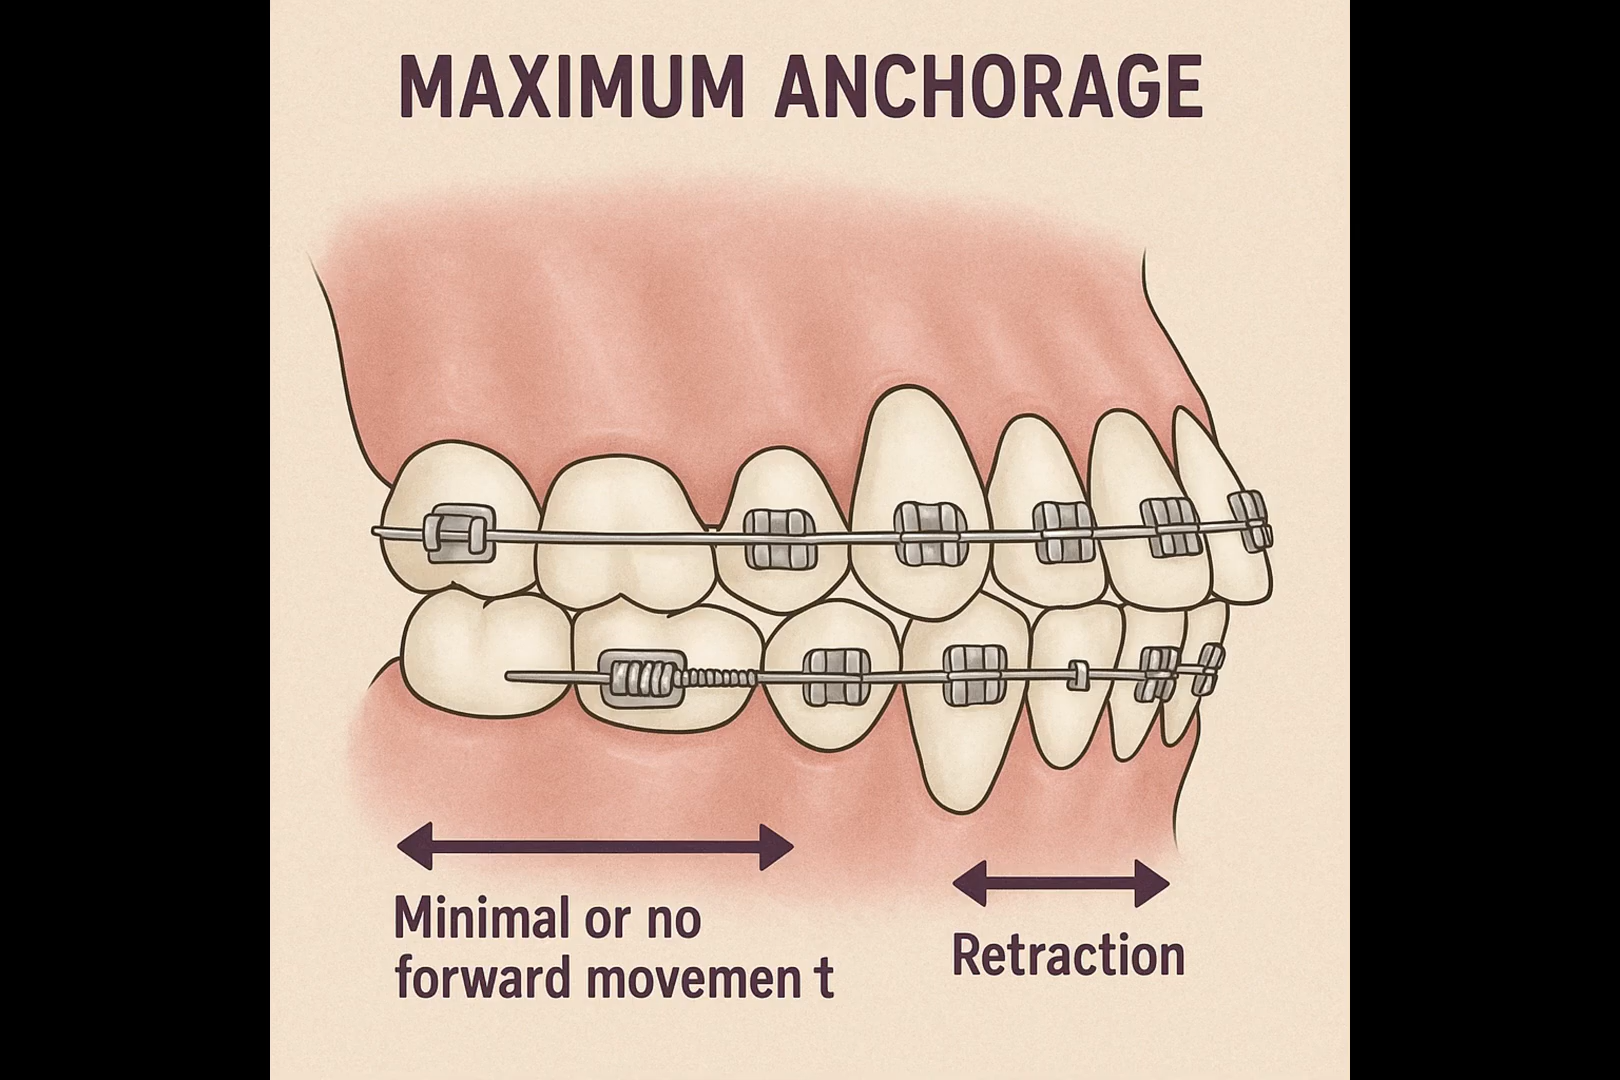 MAXIMUM ANCHORAGE
Minimal or no
forward movemen t
Retraction